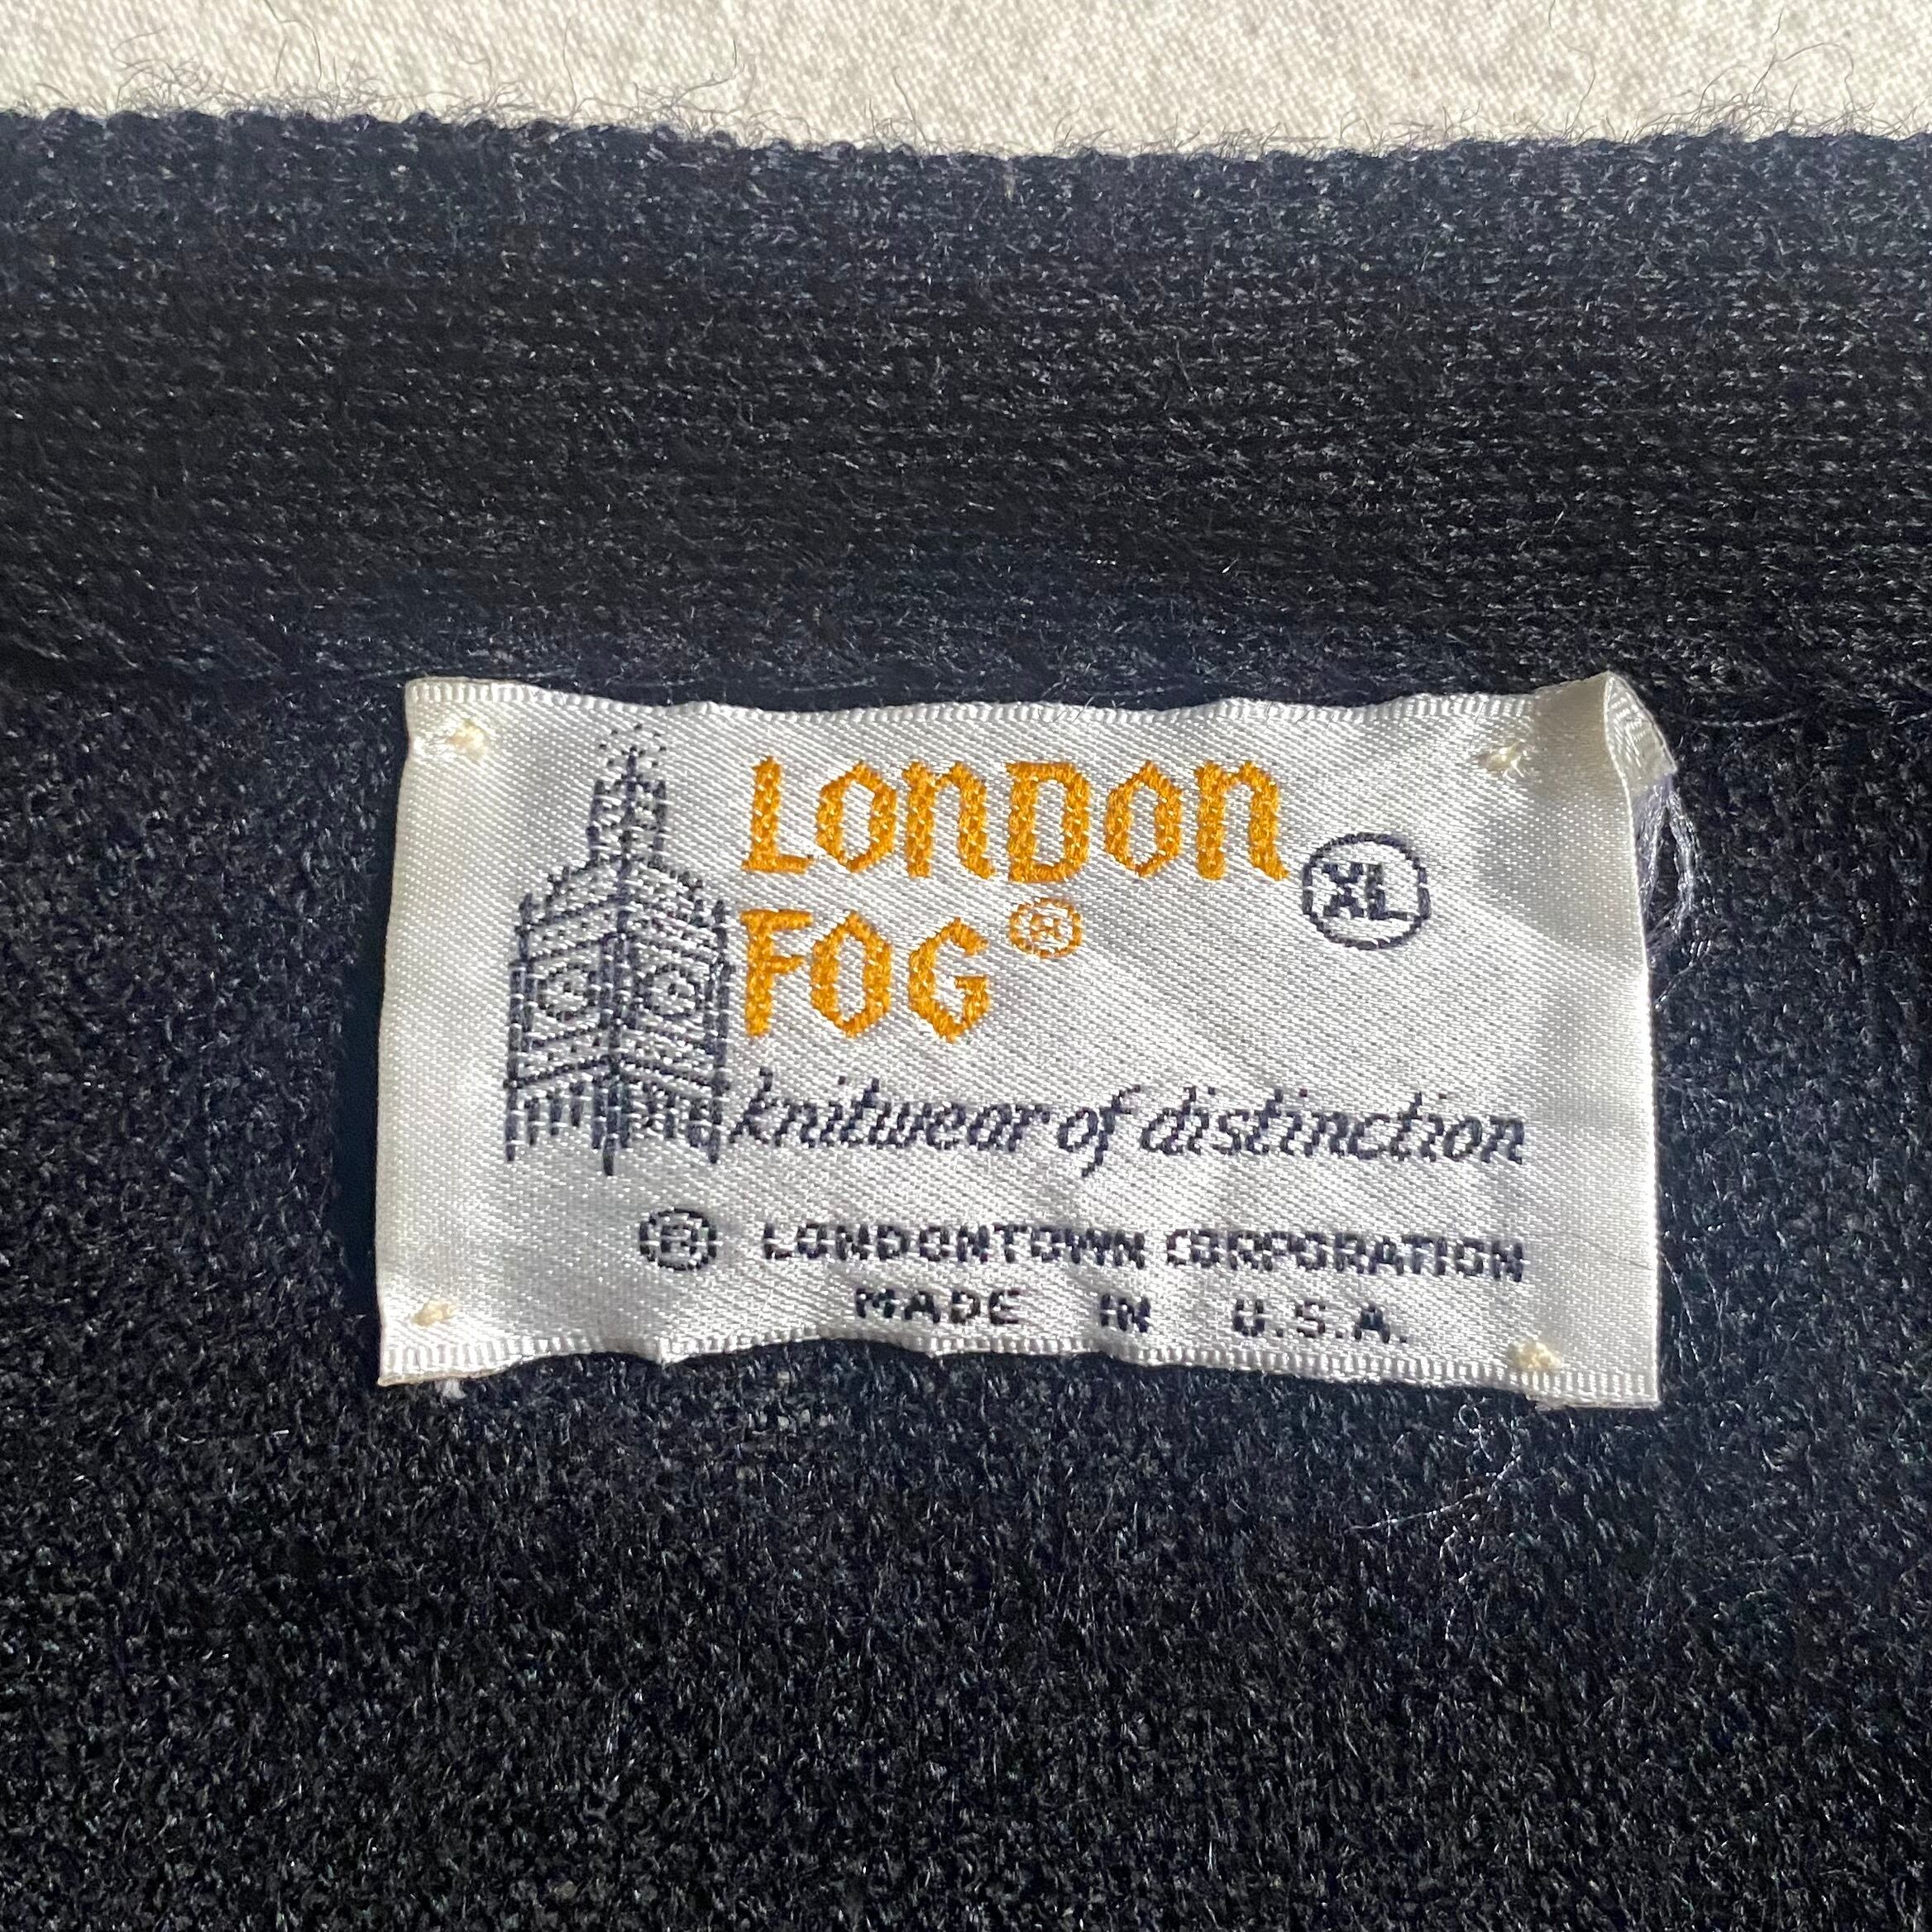 LONDON
FOG®
XL
knitwear of distinction
® LONDONTOWN CORPORATION
MADE IN U.S.A.